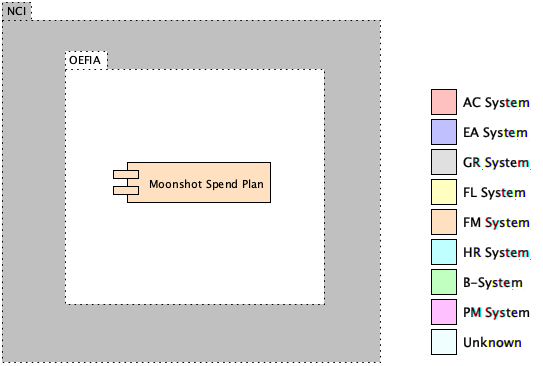 NCI
OEFIA
Moonshot Spend Plan
AC System
EA System
GR System
FL System
FM System
HR System
B-System
PM System
Unknown